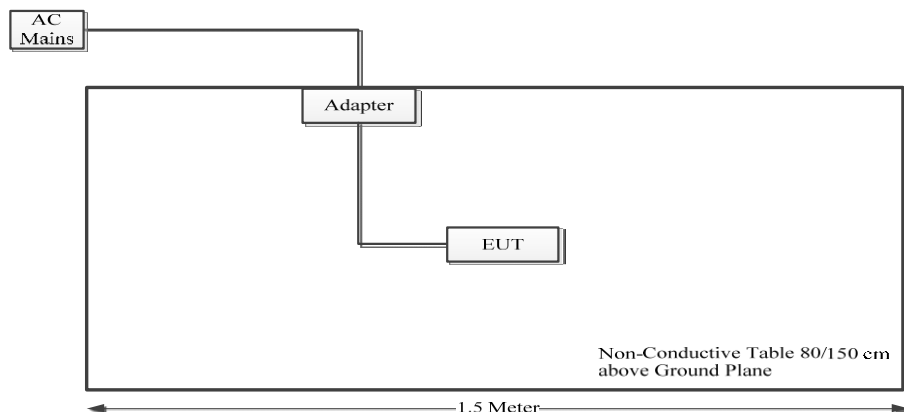 AC
Mains
Adapter
EUT
Non-Conductive Table 80/150 cm
above Ground Plane
1.5 Meter